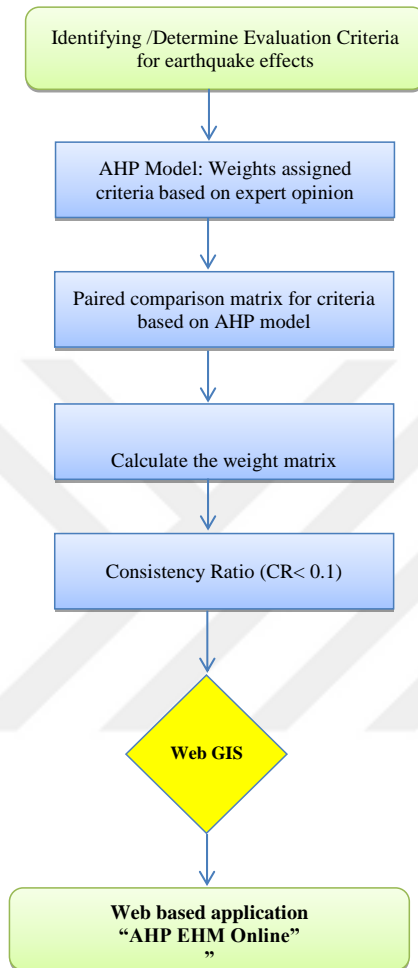 Identifying /Determine Evaluation Criteria
for earthquake effects
AHP Model: Weights assigned
criteria based on expert opinion
Paired comparison matrix for criteria
based on AHP model
Calculate the weight matrix
Consistency Ratio (CR< 0.1)
Web GIS
Web based application
“AHP EHM Online”
”